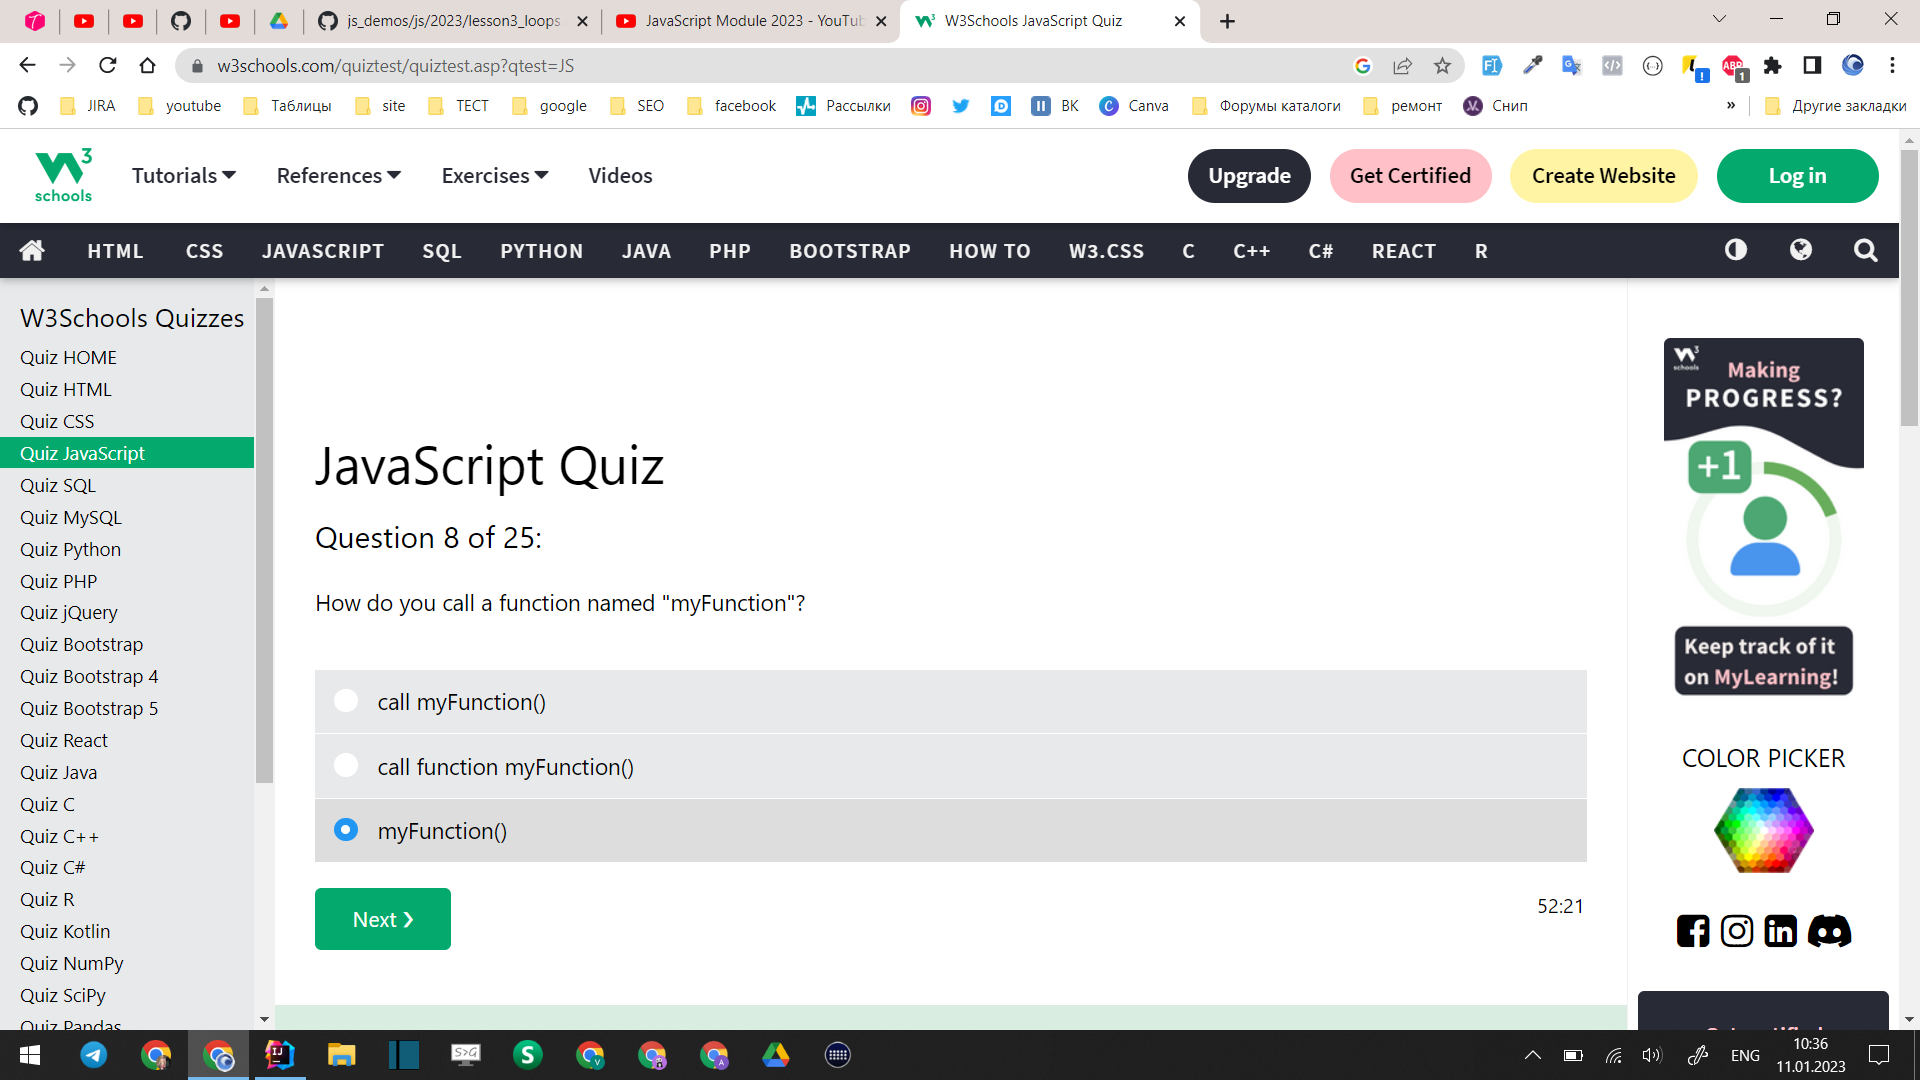 js_demos/js/2023/lesson3_loops
JavaScript Module 2023 - YouTu
W3Schools JavaScript Quiz
w3schools.com/quiztest/quiztest.asp?qtest=JS
JIRA
youtube
Таблицы
site
ТЕСТ
google
SEO
facebook
Рассылки
ВК
Canva
Форумы каталоги
ремонт
Снип
»
Другие закладки
W3 schools
Tutorials
References
Exercises
Videos
Upgrade
Get Certified
Create Website
Log in
HTML
CSS
JAVASCRIPT
SQL
PYTHON
JAVA
PHP
BOOTSTRAP
HOW TO
W3.CSS
C
C++
C#
REACT
R
W3Schools Quizzes
Quiz HOME
Quiz HTML
Quiz CSS
Quiz JavaScript
Quiz SQL
Quiz MySQL
Quiz Python
Quiz PHP
Quiz jQuery
Quiz Bootstrap
Quiz Bootstrap 4
Quiz Bootstrap 5
Quiz React
Quiz Java
Quiz C
Quiz C++
Quiz C#
Quiz R
Quiz Kotlin
Quiz NumPy
Quiz SciPy
Quiz Pandas
JavaScript Quiz
Question 8 of 25:
How do you call a function named "myFunction"?
call myFunction()
call function myFunction()
myFunction()
Next ❯
52:21
W3 schools
Making
PROGRESS?
+1
Keep track of it
on MyLearning!
COLOR PICKER
ENG
10:36
11.01.2023